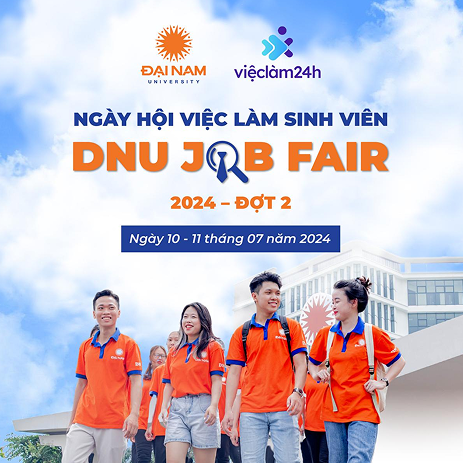 ĐẠI NAM
UNIVERSITY
việclàm24h
NGÀY HỘI VIỆC LÀM SINH VIÊN
DNU JOB FAIR
2024 – ĐỢT 2
Ngày 10 - 11 tháng 07 năm 2024